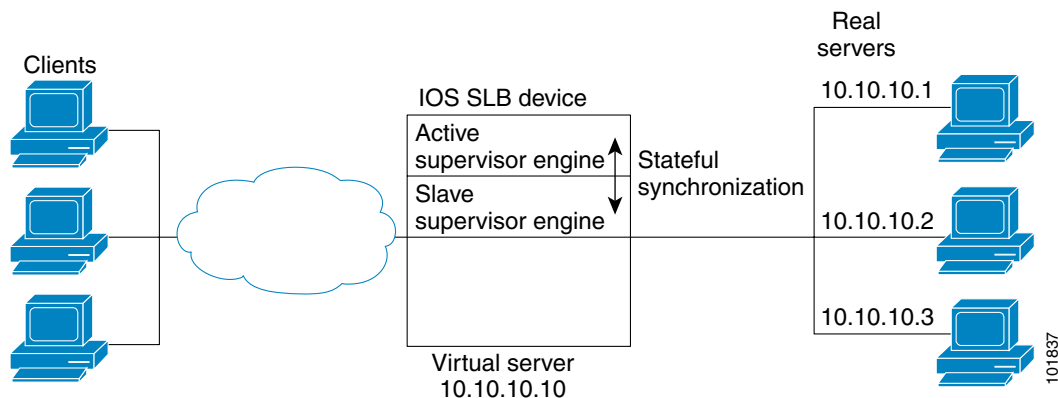 Clients
IOS SLB device
Active
supervisor engine
Slave
supervisor engine
Stateful
synchronization
Virtual server
10.10.10.10
Real
servers
10.10.10.1
10.10.10.2
10.10.10.3
101837